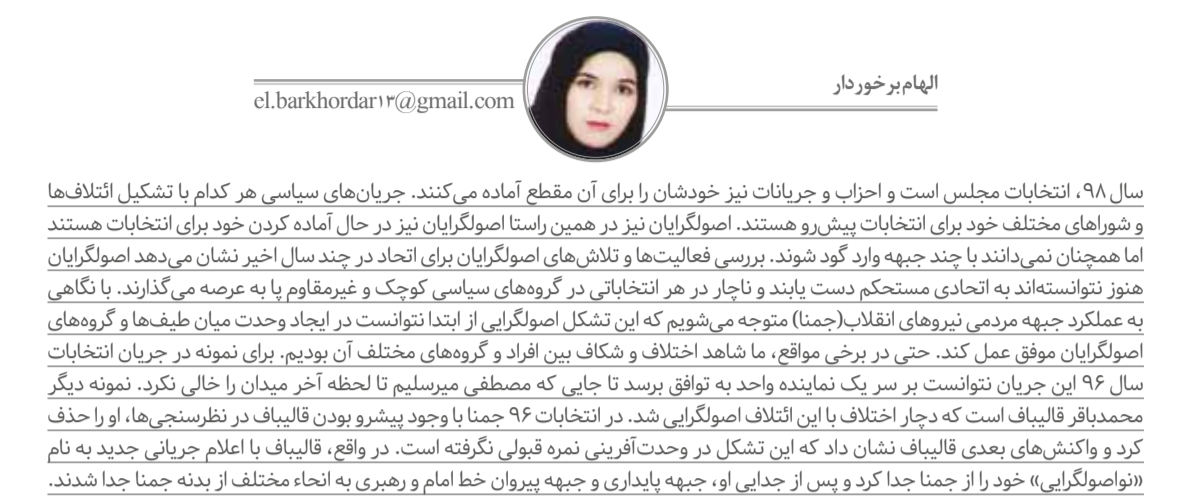 الهام برخوردار
el.barkhordar۱۳@gmail.com
سال ۹۸، انتخابات مجلس است و احزاب و جریانات نیز خودشان را برای آن مقطع آماده می‌کنند. جریان‌های سیاسی هر کدام با تشکیل ائتلاف‌ها
و شوراهای مختلف خود برای انتخابات پیش‌رو هستند. اصولگرایان نیز در همین راستا اصولگرایان نیز در حال آماده کردن خود برای انتخابات هستند
اما همچنان نمی‌دانند با چند جبهه وارد گود شوند. بررسی فعالیت‌ها و تلاش‌های اصولگرایان برای اتحاد در چند سال اخیر نشان می‌دهد اصولگرایان
هنوز نتوانسته‌اند به اتحادی مستحکم دست یابند و ناچار در هر انتخاباتی در گروه‌های سیاسی کوچک و غیرمقاوم پا به عرصه می‌گذارند. با نگاهی
به عملکرد جبهه مردمی نیروهای انقلاب(جمنا) متوجه می‌شویم که این تشکل اصولگرایی از ابتدا نتوانست در ایجاد وحدت میان طیف‌ها و گروه‌های
اصولگرایان موفق عمل کند. حتی در برخی مواقع، ما شاهد اختلاف و شکاف بین افراد و گروه‌های مختلف آن بودیم. برای نمونه در جریان انتخابات
سال ۹۶ این جریان نتوانست بر سر یک نماینده واحد به توافق برسد تا جایی که مصطفی میرسلیم تا لحظه آخر میدان را خالی نکرد. نمونه دیگر
محمدباقر قالیباف است که دچار اختلاف با این ائتلاف اصولگرایی شد. در انتخابات ۹۶ جمنا با وجود پیشرو بودن قالیباف در نظرسنجی‌ها، او را حذف
کرد و واکنش‌های بعدی قالیباف نشان داد که این تشکل در وحدت‌آفرینی نمره قبولی نگرفته است. در واقع، قالیباف با اعلام جریانی جدید به نام
«نواصولگرایی» خود را از جمنا جدا کرد و پس از جدایی او، جبهه پایداری و جبهه پیروان خط امام و رهبری به انحاء مختلف از بدنه جمنا جدا شدند.